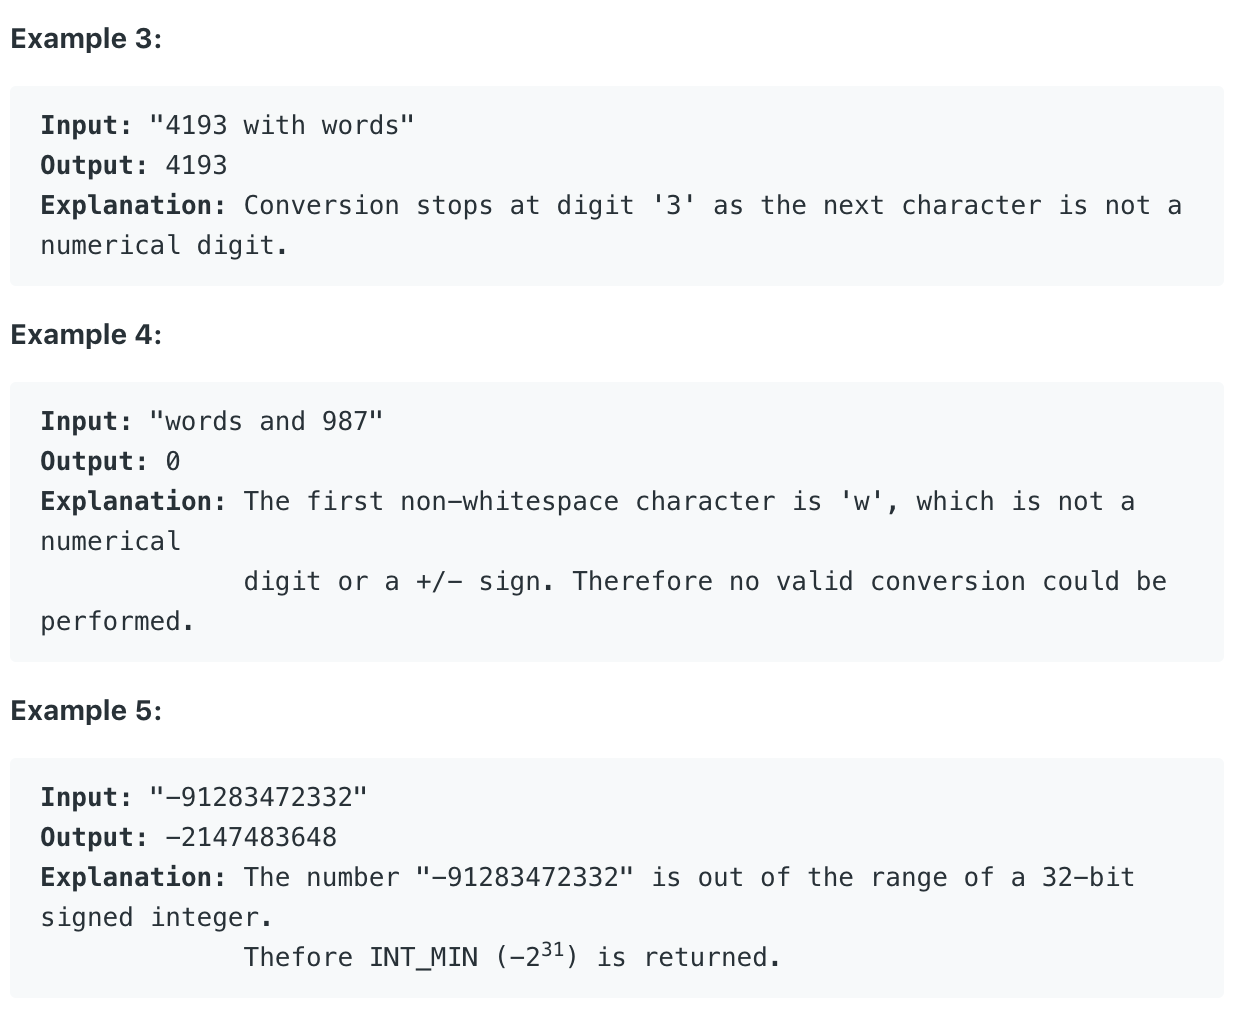 Example 3:
Input: "4193 with words"
Output: 4193
Explanation: Conversion stops at digit '3' as the next character is not a
numerical digit.
Example 4:
Input: "words and 987"
Output: 0
Explanation: The first non-whitespace character is 'w', which is not a
numerical
digit or a +/- sign. Therefore no valid conversion could be
performed.
Example 5:
Input: "-91283472332"
Output: -2147483648
Explanation: The number "-91283472332" is out of the range of a 32-bit
signed integer.
Thefore INT_MIN (−2³¹) is returned.